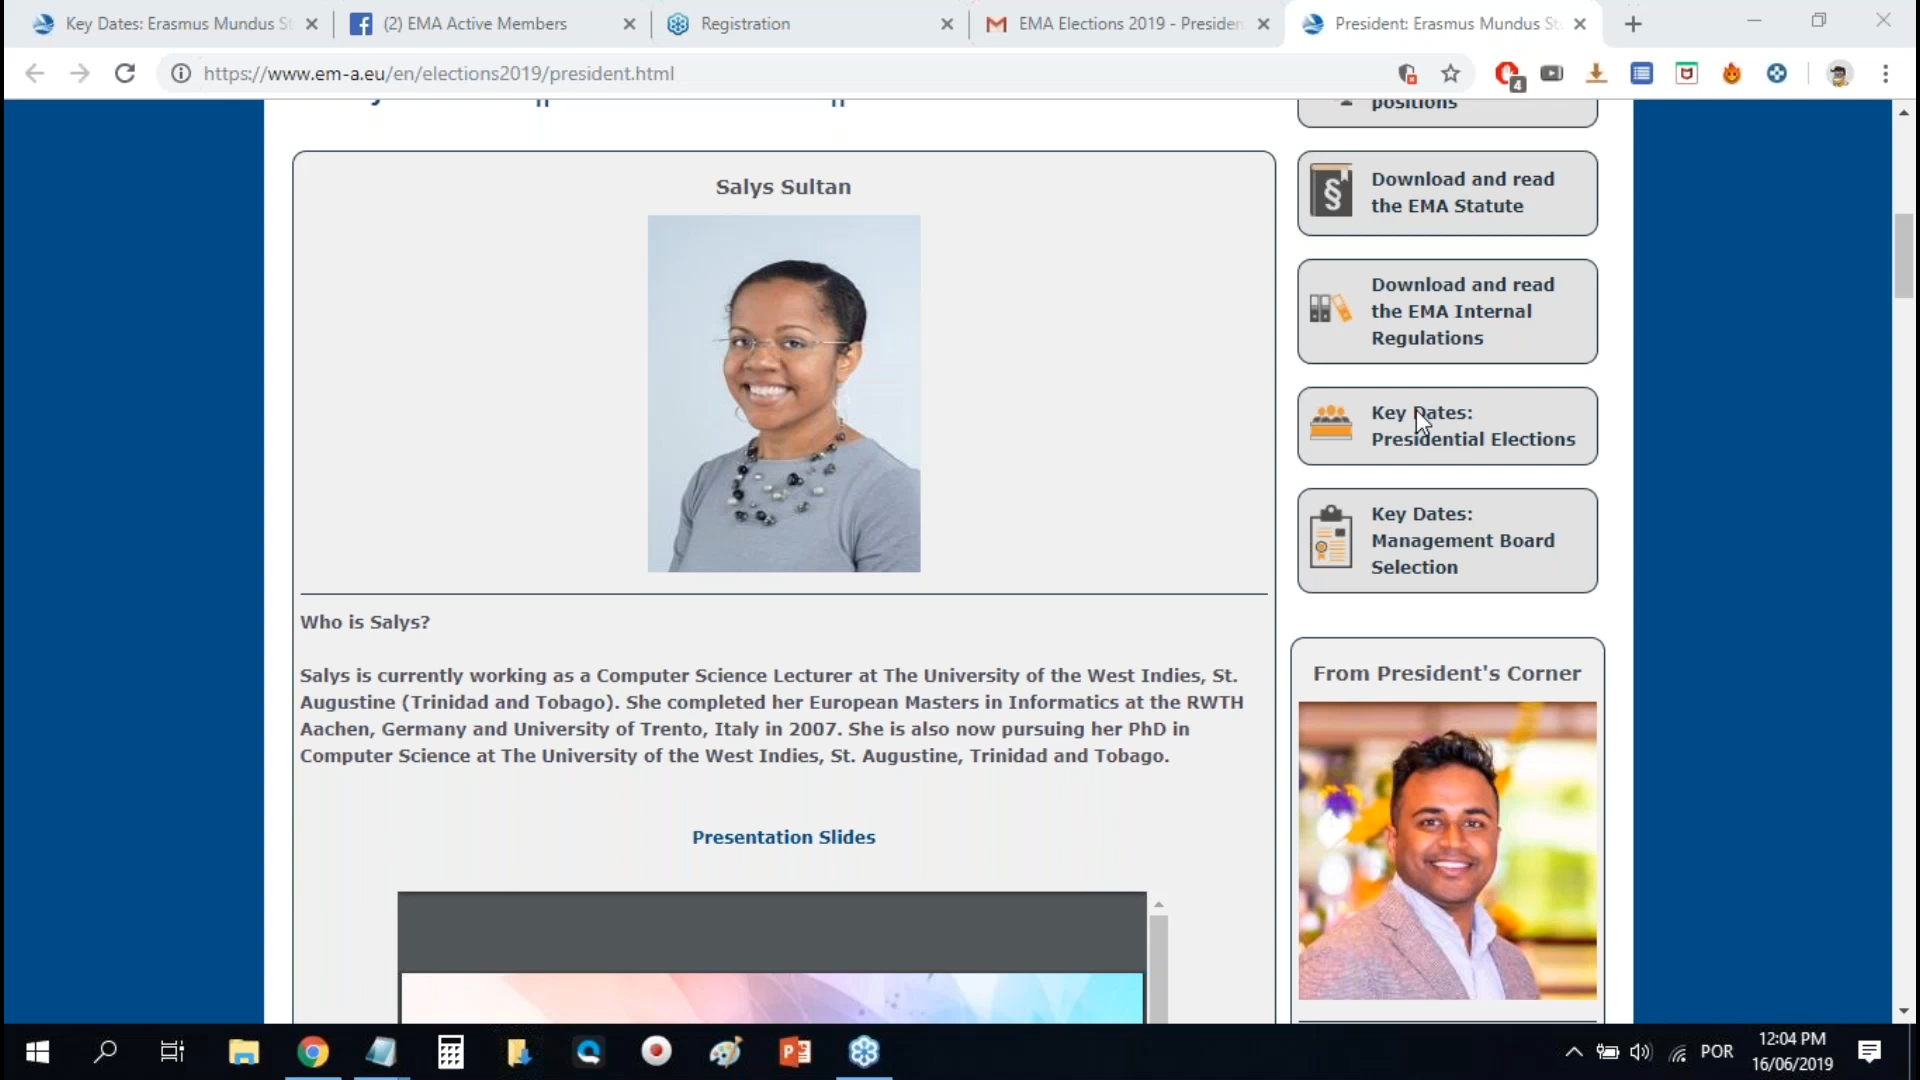 Key Dates: Erasmus Mundus St
(2) EMA Active Members
Registration
EMA Elections 2019 - Presiden
President: Erasmus Mundus Stu
https://www.em-a.eu/en/elections2019/president.html
4
positions
Salys Sultan
Download and read
the EMA Statute
Download and read
the EMA Internal
Regulations
Key Dates:
Presidential Elections
Key Dates:
Management Board
Selection
Who is Salys?
Salys is currently working as a Computer Science Lecturer at The University of the West Indies, St.
Augustine (Trinidad and Tobago). She completed her European Masters in Informatics at the RWTH
Aachen, Germany and University of Trento, Italy in 2007. She is also now pursuing her PhD in
Computer Science at The University of the West Indies, St. Augustine, Trinidad and Tobago.
Presentation Slides
From President's Corner
POR
12:04 PM
16/06/2019